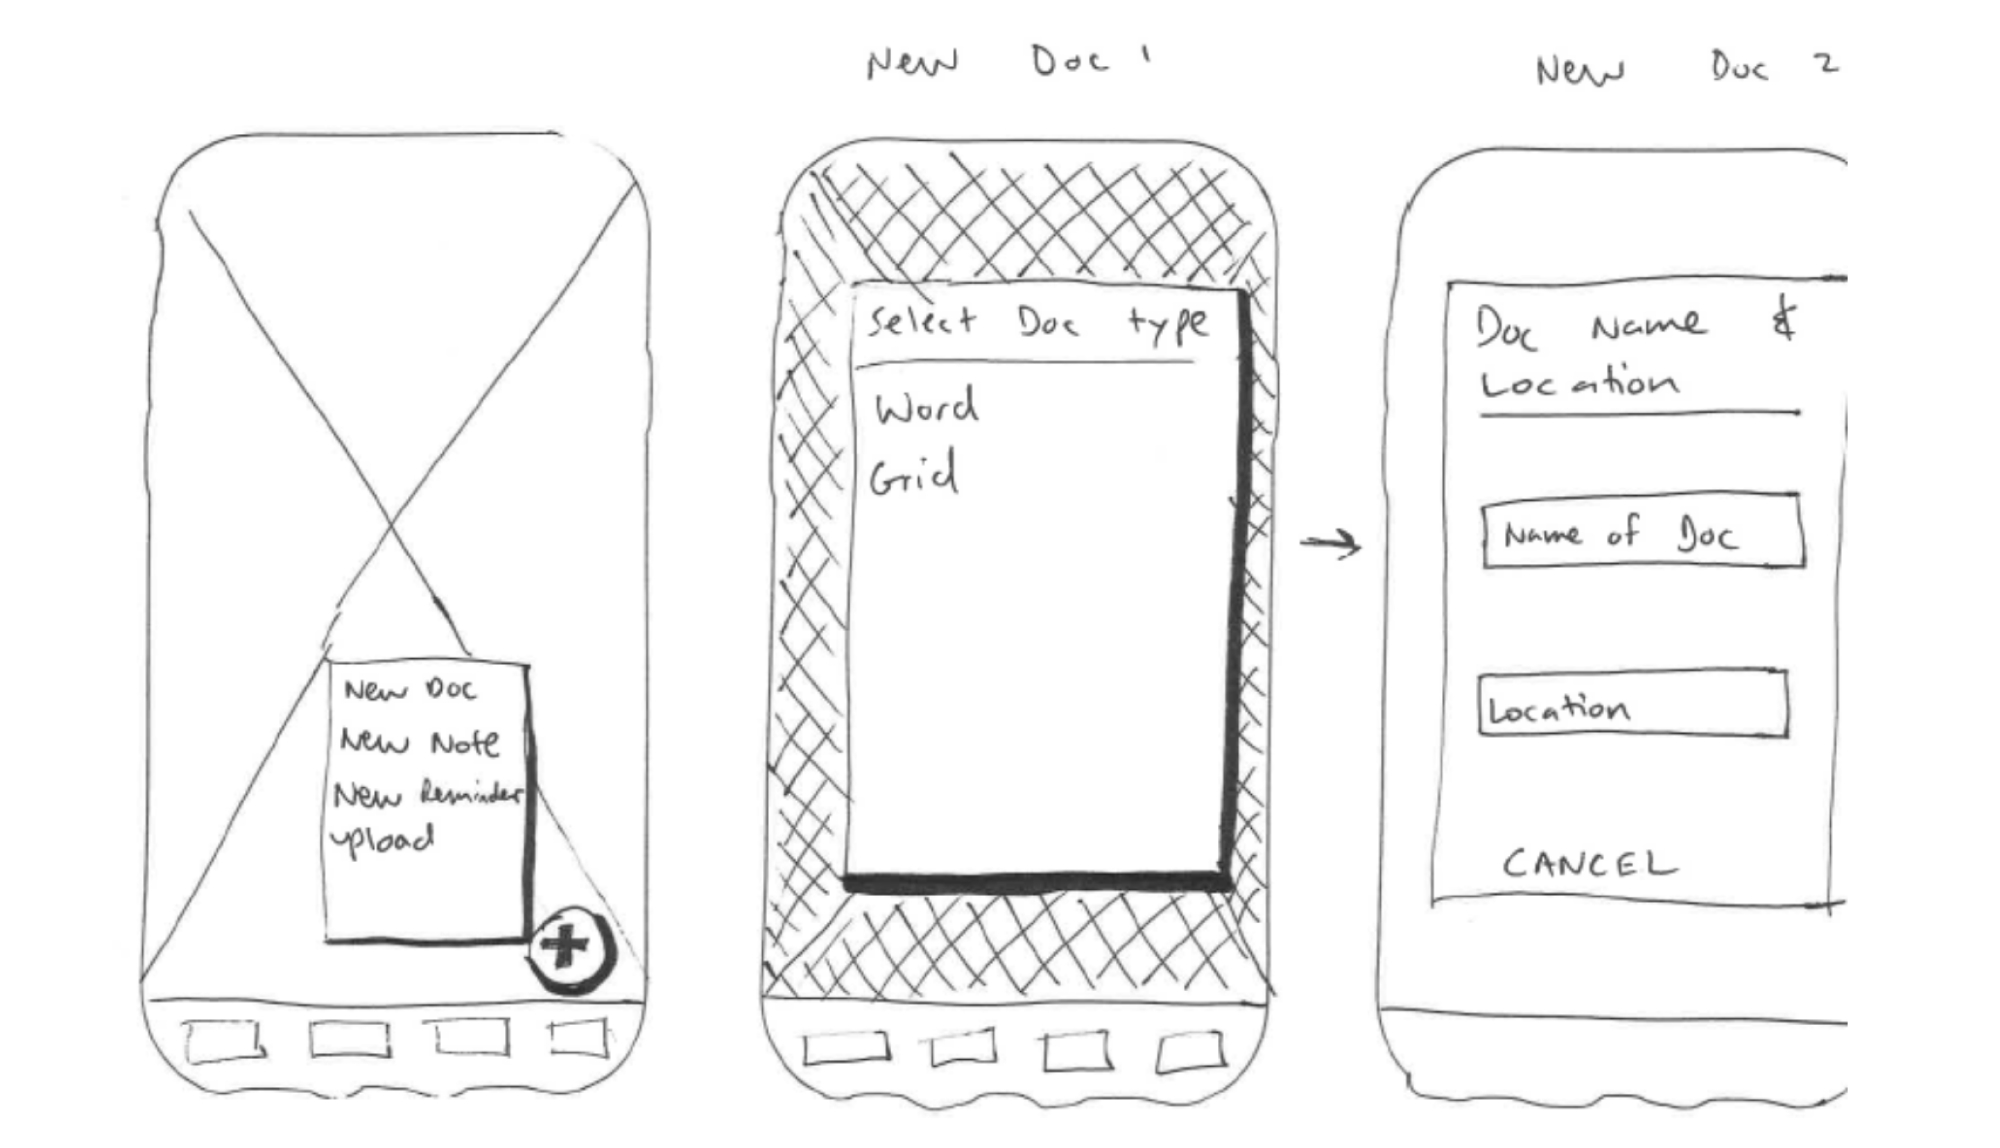 New Doc 1
New Doc 2
New Doc
New Note
New Reminder
upload
Select Doc type
Word
Grid
Doc Name &
Location
Name of Doc
Location
CANCEL